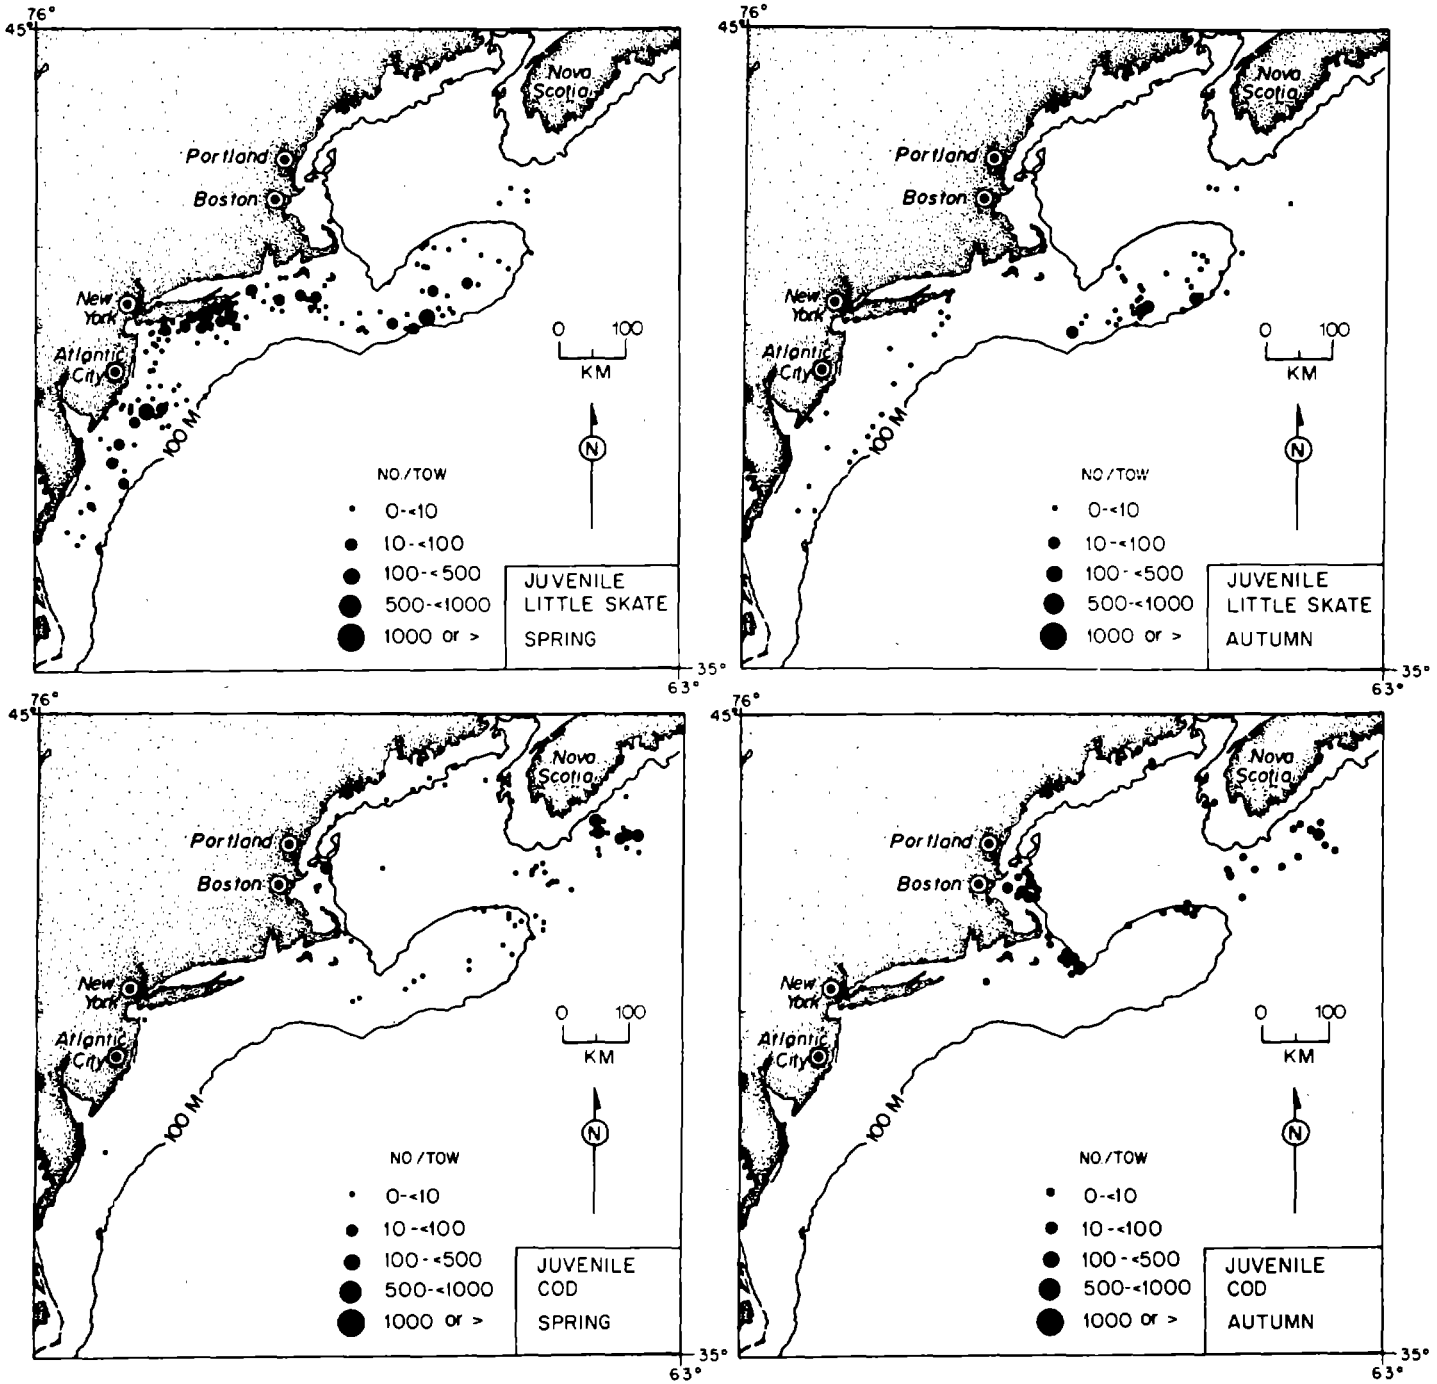 76°
45°
Nova
Scotia
Portland
Boston
New
York
Atlantic
City
0 100
KM
100 M
N
NO./TOW
0-<10
10-<100
100-<500
500-<1000
1000 or >
JUVENILE
LITTLE SKATE
SPRING
35°
63°
76°
45°
Nova
Scotia
Portland
Boston
New
York
Atlantic
City
0 100
KM
100 M
N
NO./TOW
0-<10
10-<100
100-<500
500-<1000
1000 or >
JUVENILE
LITTLE SKATE
AUTUMN
35°
63°
76°
45°
Nova
Scotia
Portland
Boston
New
York
Atlantic
City
0 100
KM
100 M
N
NO./TOW
0-<10
10-<100
100-<500
500-<1000
1000 or >
JUVENILE
COD
SPRING
35°
63°
76°
45°
Nova
Scotia
Portland
Boston
New
York
Atlantic
City
0 100
KM
100 M
N
NO./TOW
0-<10
10-<100
100-<500
500-<1000
1000 or >
JUVENILE
COD
AUTUMN
35°
63°